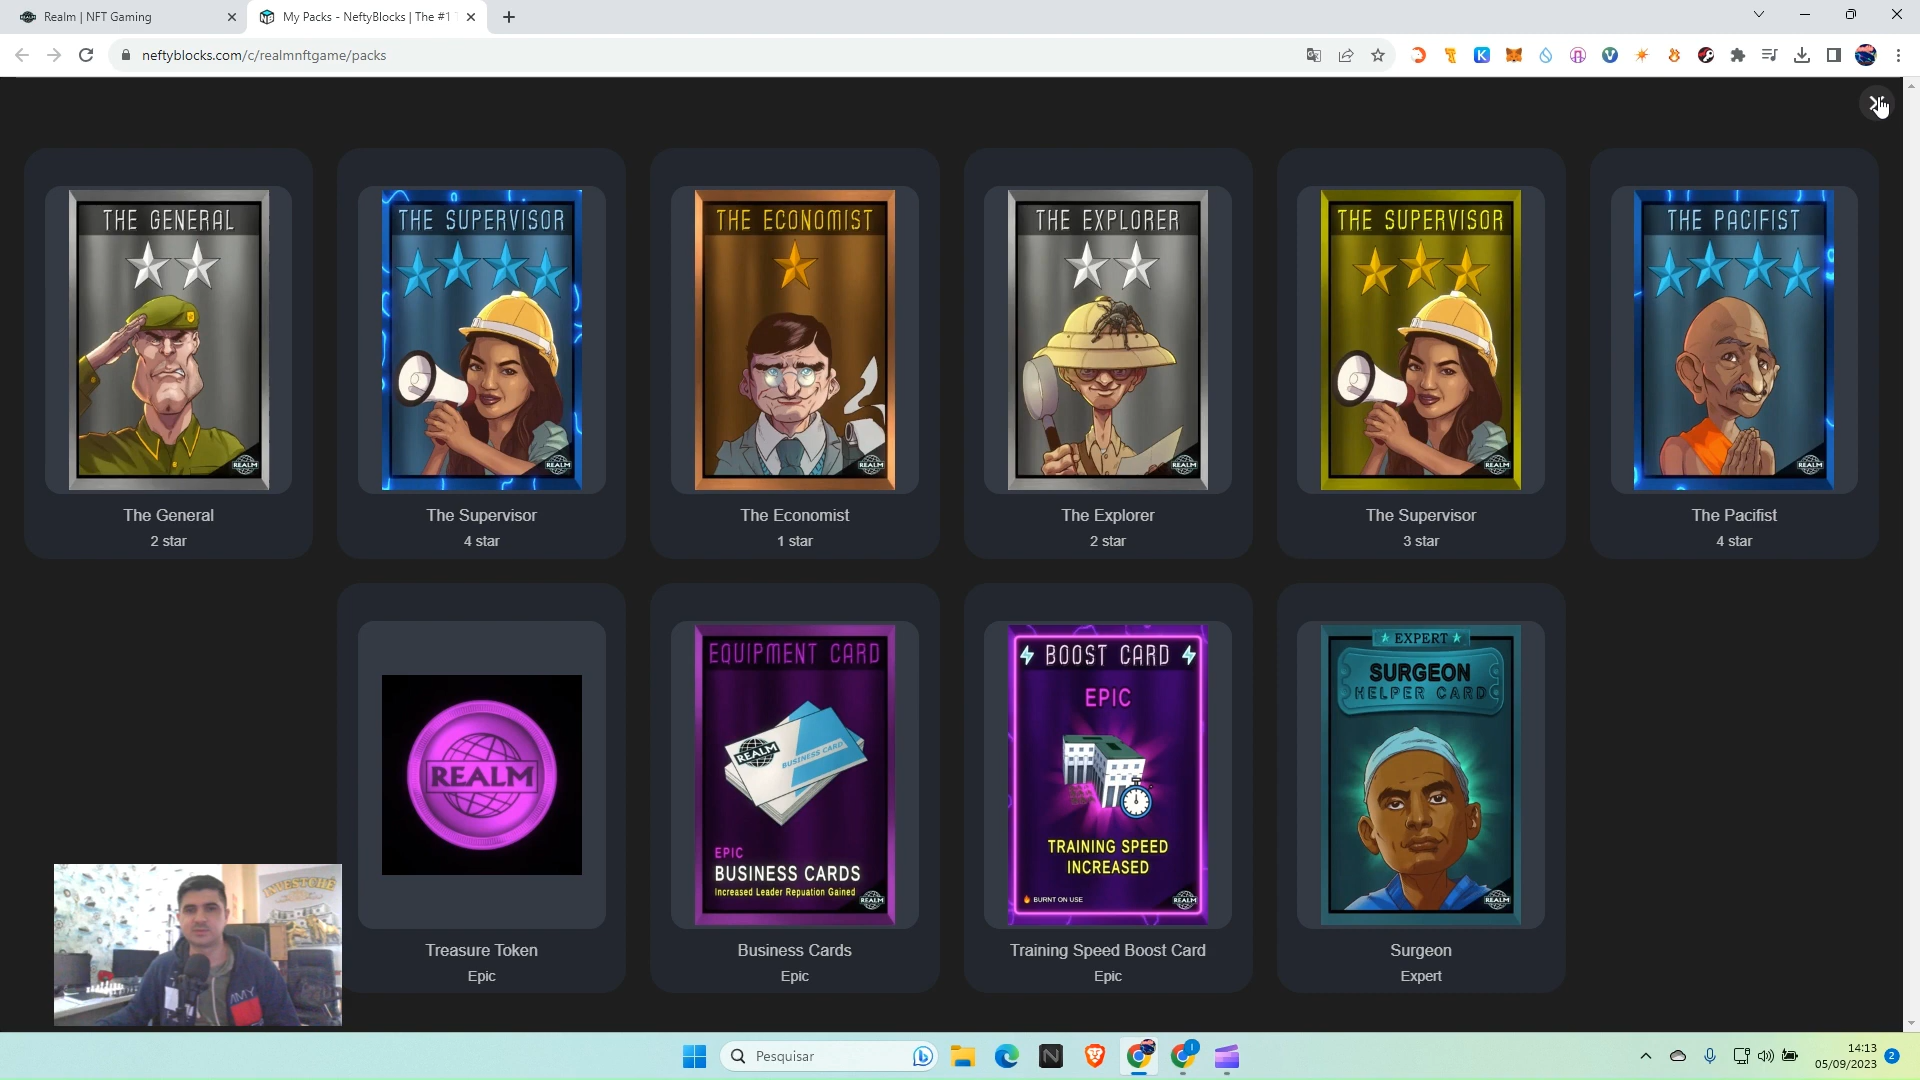 Realm | NFT Gaming
My Packs - NeftyBlocks | The #1
neftyblocks.com/c/realmnftgame/packs
THE GENERAL
REALM
The General
2 star
THE SUPERVISOR
REALM
The Supervisor
4 star
THE ECONOMIST
REALM
The Economist
1 star
THE EXPLORER
REALM
The Explorer
2 star
THE SUPERVISOR
REALM
The Supervisor
3 star
THE PACIFIST
REALM
The Pacifist
4 star
REALM
Treasure Token
Epic
EQUIPMENT CARD
REALM
BUSINESS CARD
EPIC
BUSINESS CARDS
Increased Leader Repuation Gained
REALM
Business Cards
Epic
BOOST CARD
EPIC
TRAINING SPEED
INCREASED
BURNT ON USE
REALM
Training Speed Boost Card
Epic
EXPERT
SURGEON
HELPER CARD
REALM
Surgeon
Expert
INVESTCHÊ
Pesquisar
14:13
05/09/2023
2